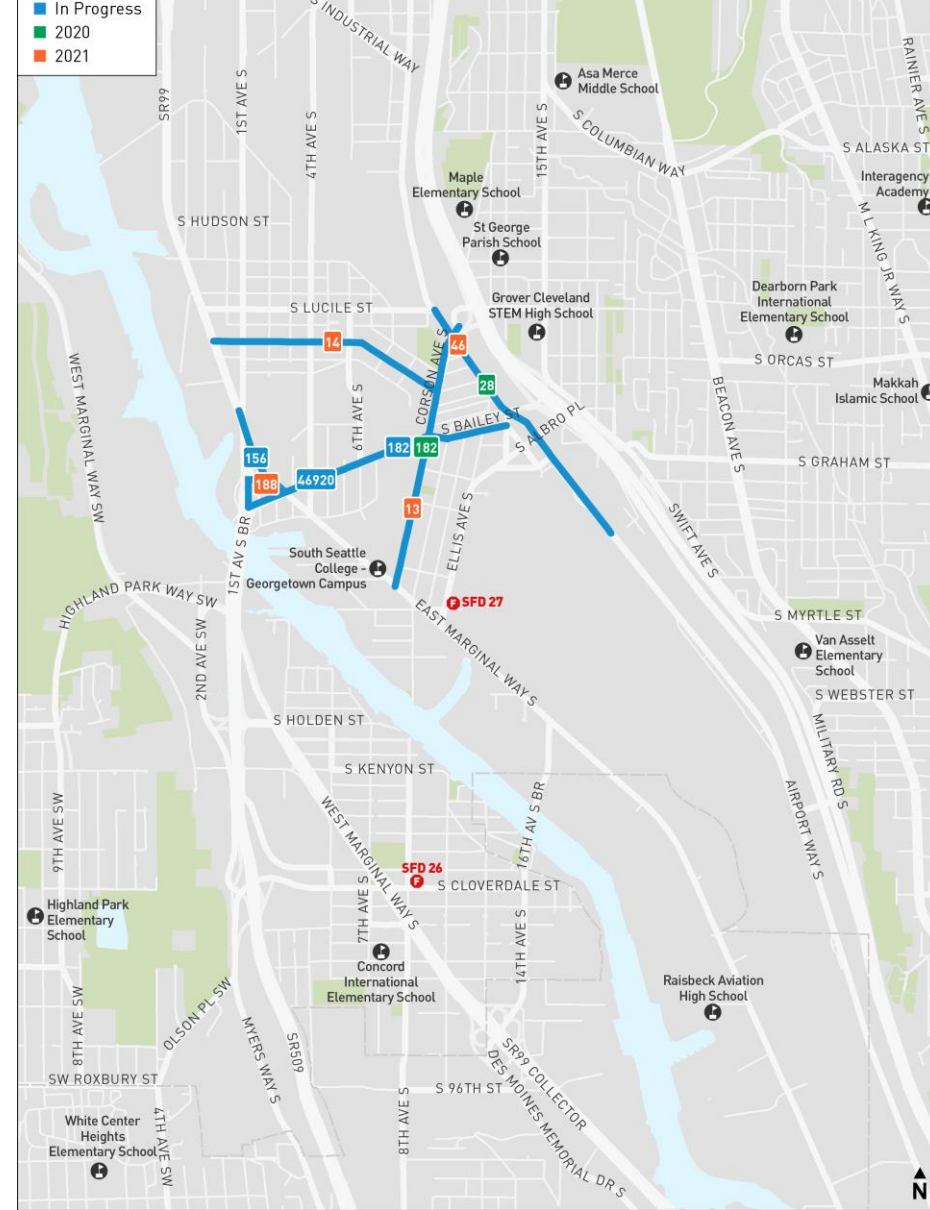 In Progress
2020
2021
S INDUSTRIAL WAY
SR99
1ST AVE S
4TH AVE S
15TH AVE S
RAINIER AVE S
Asa Merce
Middle School
S COLUMBIAN WAY
S ALASKA ST
Interagency
Academy
Maple
Elementary School
M L KING JR WAY S
S HUDSON ST
St George
Parish School
Dearborn Park
International
Elementary School
Grover Cleveland
STEM High School
S LUCILE ST
14
46
28
CORSON AVE S
S ORCAS ST
WEST MARGINAL WAY SW
6TH AVE S
BEACON AVE S
Makkah
Islamic School
S BAILEY ST
S ALBRO PL
182
182
156
188
46920
13
S GRAHAM ST
ELLIS AVE S
SWIFT AVE S
1ST AV S BR
South Seattle
College -
Georgetown Campus
HIGHLAND PARK WAY SW
F SFD 27
EAST MARGINAL WAY S
S MYRTLE ST
2ND AVE SW
Van Asselt
Elementary
School
S WEBSTER ST
S HOLDEN ST
MILITARY RD S
S KENYON ST
16TH AV S BR
AIRPORT WAY S
9TH AVE SW
WEST MARGINAL WAY S
SFD 26
F
S CLOVERDALE ST
7TH AVE S
14TH AVE S
Highland Park
Elementary
School
Concord
International
Elementary School
Raisbeck Aviation
High School
8TH AVE SW
OLSON PL SW
MYERS WAY S
SR509
SR99 COLLECTOR
DES MOINES MEMORIAL DR S
SW ROXBURY ST
S 96TH ST
8TH AVE S
4TH AVE SW
White Center
Heights
Elementary School
N